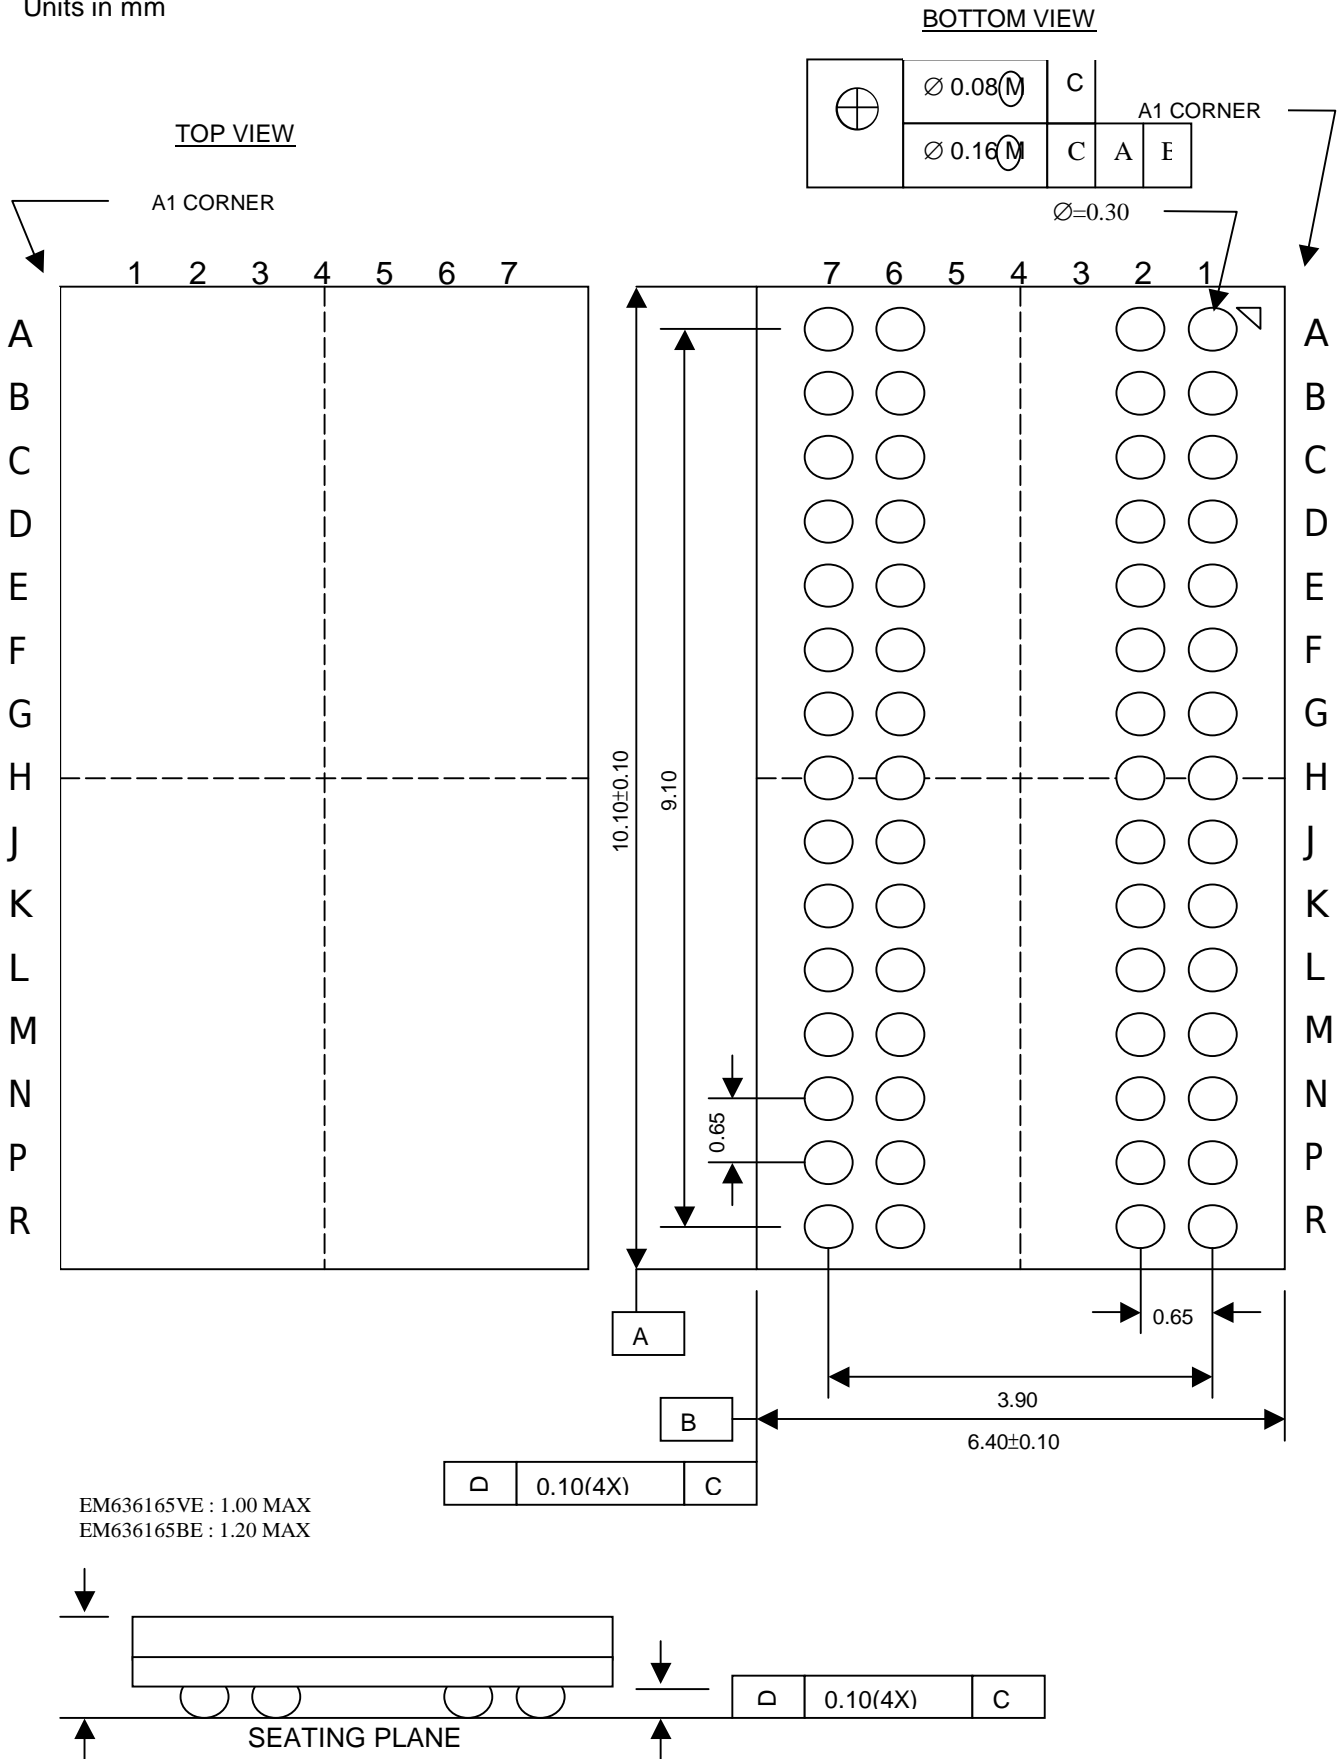 Units in mm
BOTTOM VIEW
∅ 0.08Ⓜ C
A1 CORNER
∅ 0.16Ⓜ C A
TOP VIEW
A1 CORNER
∅=0.30
1 2 3 4 5 6 7
7 6 5 4 3 2 1
A A
B B
C C
D D
E E
F F
G G
H H
J J
K K
L L
M M
N N
P P
R R
10.10±0.10
9.10
0.65
0.65
A
3.90
B
6.40±0.10
D 0.10(4X) C
EM636165VE : 1.00 MAX
EM636165BE : 1.20 MAX
D 0.10(4X) C
SEATING PLANE